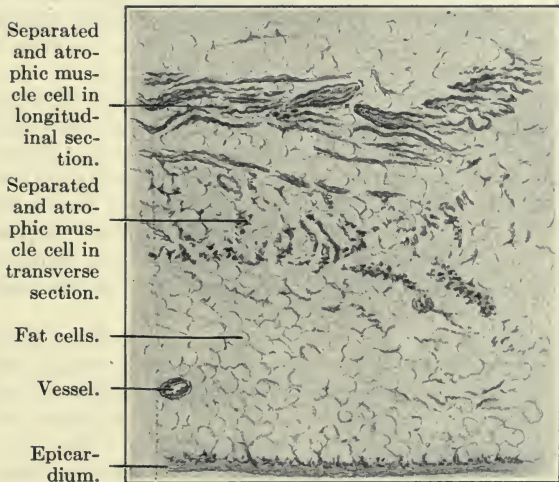 Separated
and atro-
phic mus-
cle cell in
longitud-
inal sec-
tion.
Separated
and atro-
phic mus-
cle cell in
transverse
section.
Fat cells.
Vessel.
Epicar-
dium.